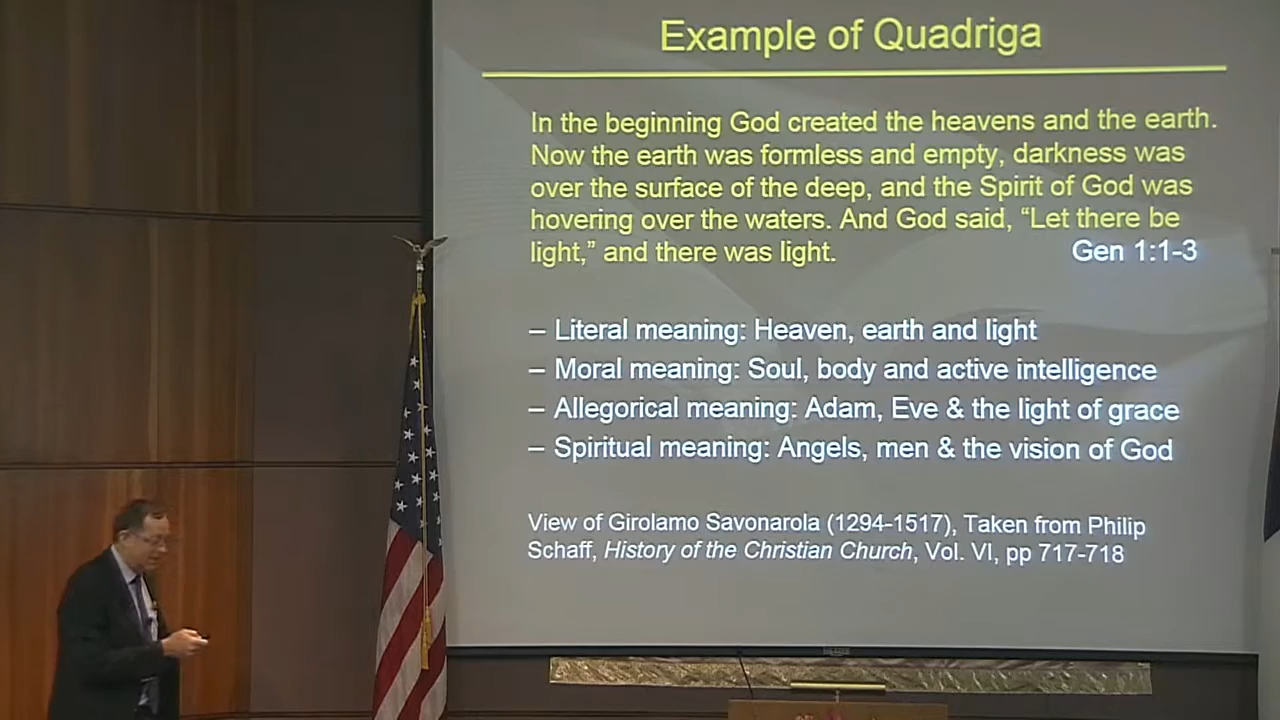 Example of Quadriga
In the beginning God created the heavens and the earth.
Now the earth was formless and empty, darkness was
over the surface of the deep, and the Spirit of God was
hovering over the waters. And God said, “Let there be
light,” and there was light. Gen 1:1-3
– Literal meaning: Heaven, earth and light
– Moral meaning: Soul, body and active intelligence
– Allegorical meaning: Adam, Eve & the light of grace
– Spiritual meaning: Angels, men & the vision of God
View of Girolamo Savonarola (1294-1517), Taken from Philip
Schaff, History of the Christian Church, Vol. VI, pp 717-718